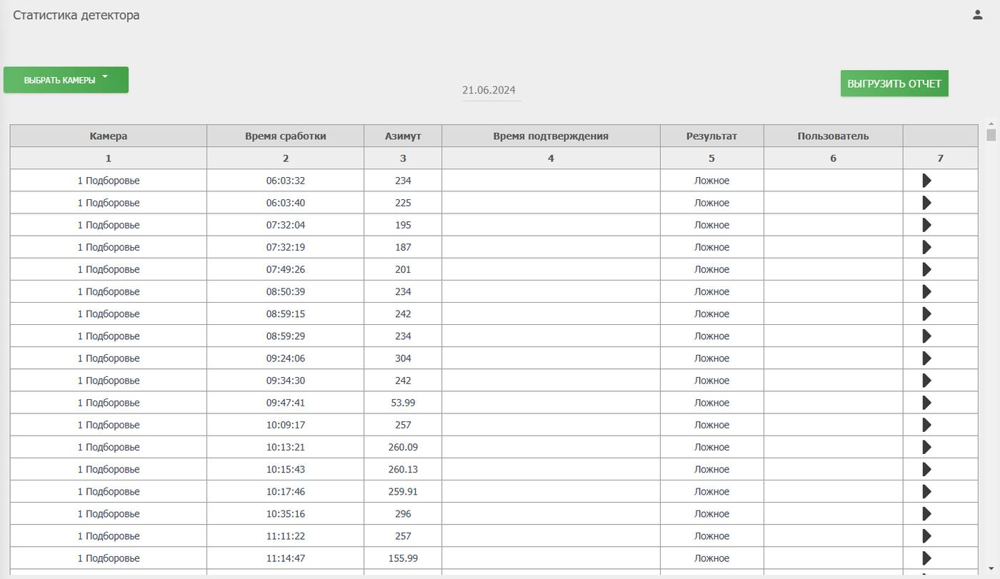 Статистика детектора
ВЫБРАТЬ КАМЕРЫ
21.06.2024
ВЫГРУЗИТЬ ОТЧЕТ
Камера Время сработки Азимут Время подтверждения Результат Пользователь
1 2 3 4 5 6 7
1 Подборовье 06:03:32 234 Ложное
1 Подборовье 06:03:40 225 Ложное
1 Подборовье 07:32:04 195 Ложное
1 Подборовье 07:32:19 187 Ложное
1 Подборовье 07:49:26 201 Ложное
1 Подборовье 08:50:39 234 Ложное
1 Подборовье 08:59:15 242 Ложное
1 Подборовье 08:59:29 234 Ложное
1 Подборовье 09:24:06 304 Ложное
1 Подборовье 09:34:30 242 Ложное
1 Подборовье 09:47:41 53.99 Ложное
1 Подборовье 10:09:17 257 Ложное
1 Подборовье 10:13:21 260.09 Ложное
1 Подборовье 10:15:43 260.13 Ложное
1 Подборовье 10:17:46 259.91 Ложное
1 Подборовье 10:35:16 296 Ложное
1 Подборовье 11:11:22 257 Ложное
1 Подборовье 11:14:47 155.99 Ложное